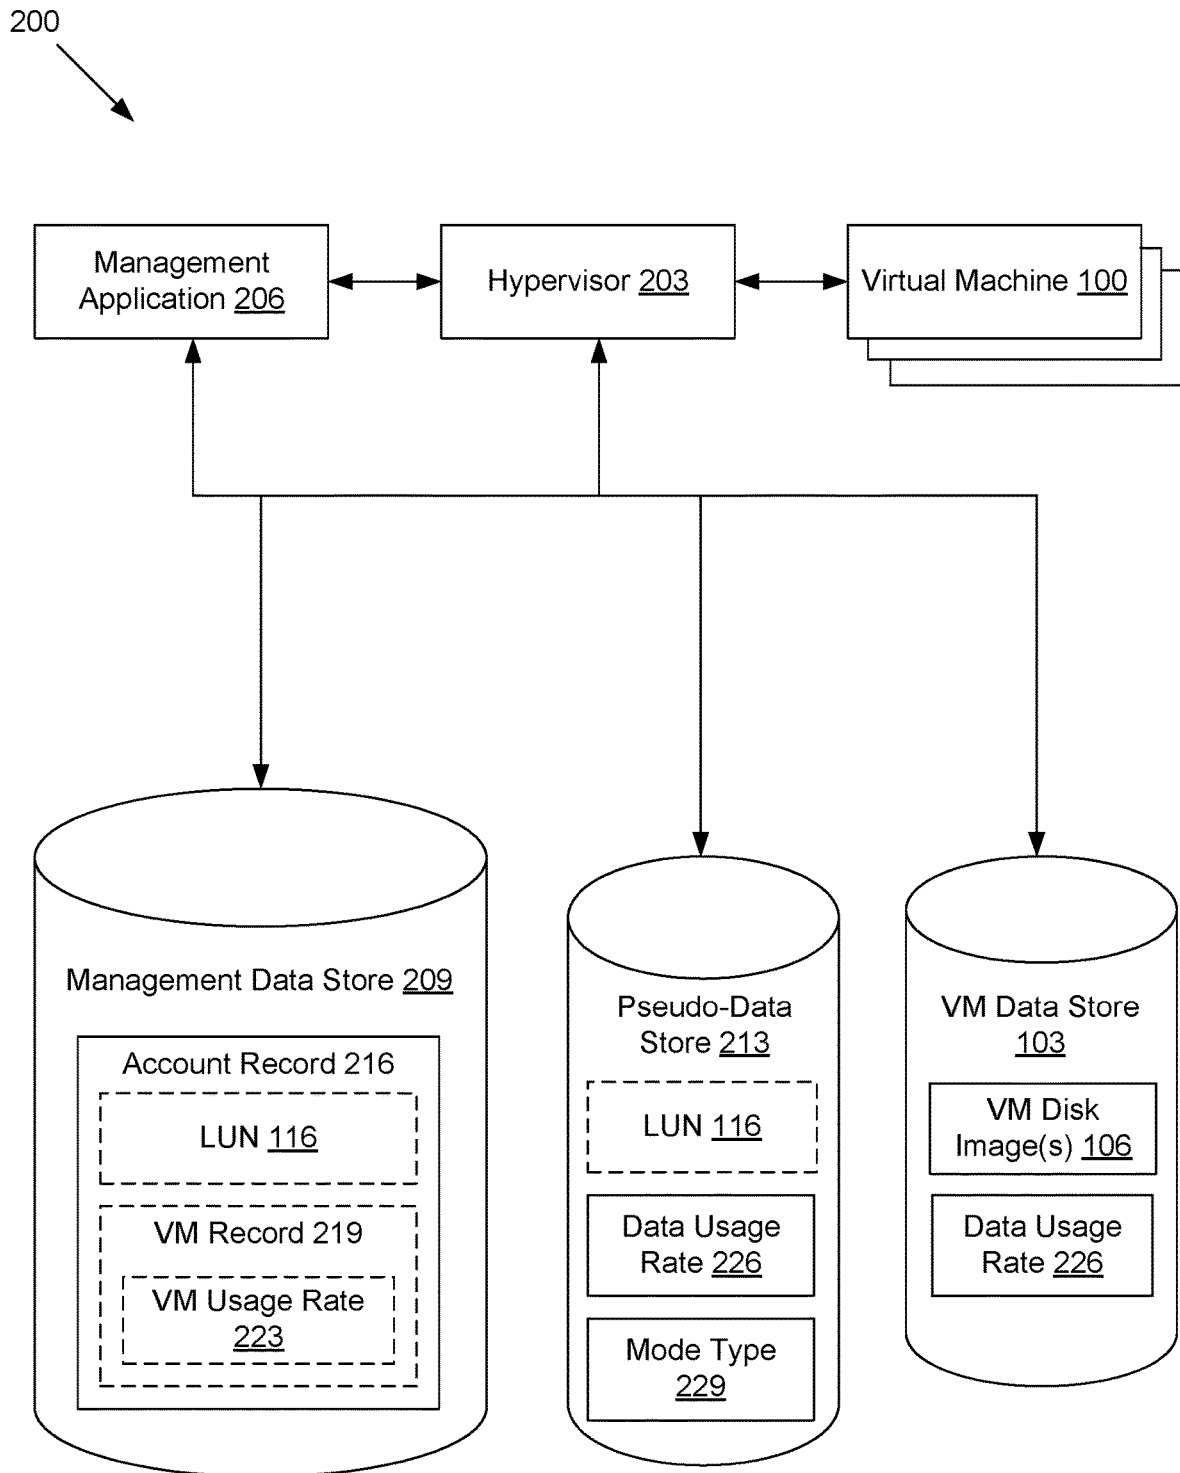 200
Management
Application 206
Hypervisor 203
Virtual Machine 100
Management Data Store 209
Account Record 216
LUN 116
VM Record 219
VM Usage Rate
223
Pseudo-Data
Store 213
LUN 116
Data Usage
Rate 226
Mode Type
229
VM Data Store
103
VM Disk
Image(s) 106
Data Usage
Rate 226